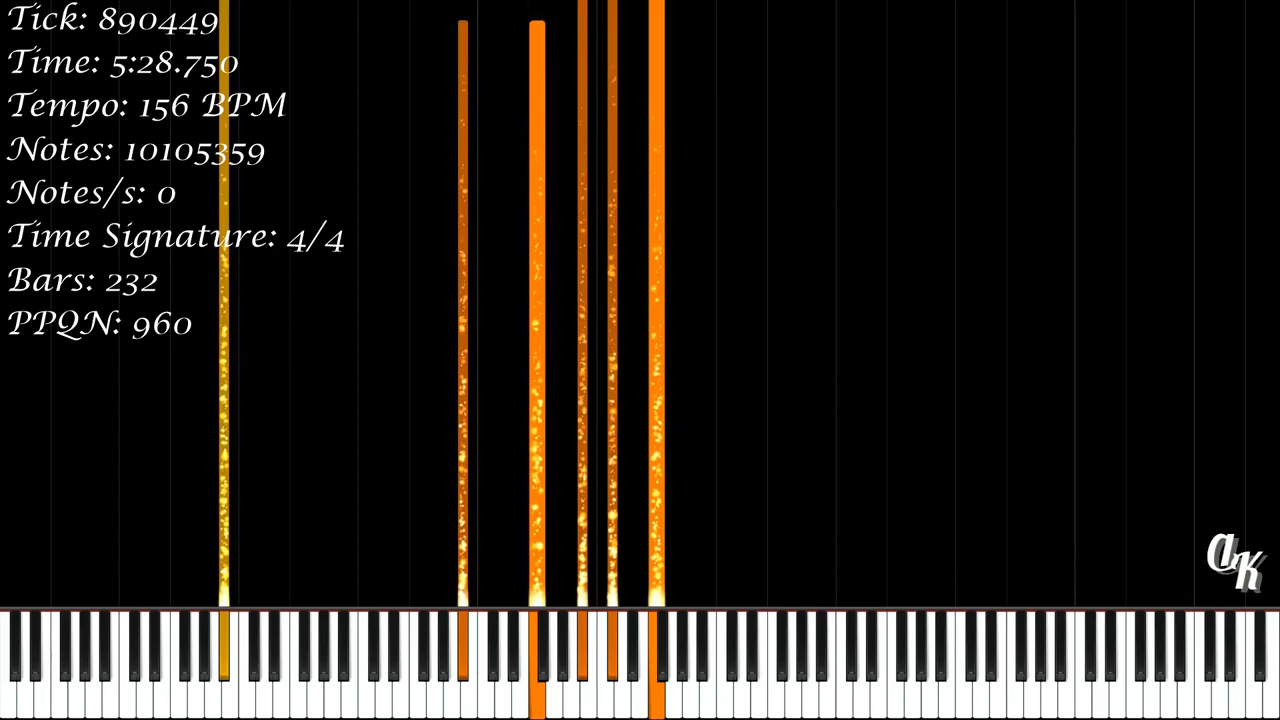 Tick: 890449
Time: 5:28.750
Tempo: 156 BPM
Notes: 10105359
Notes/s: 0
Time Signature: 4/4
Bars: 232
PPQN: 960
aK